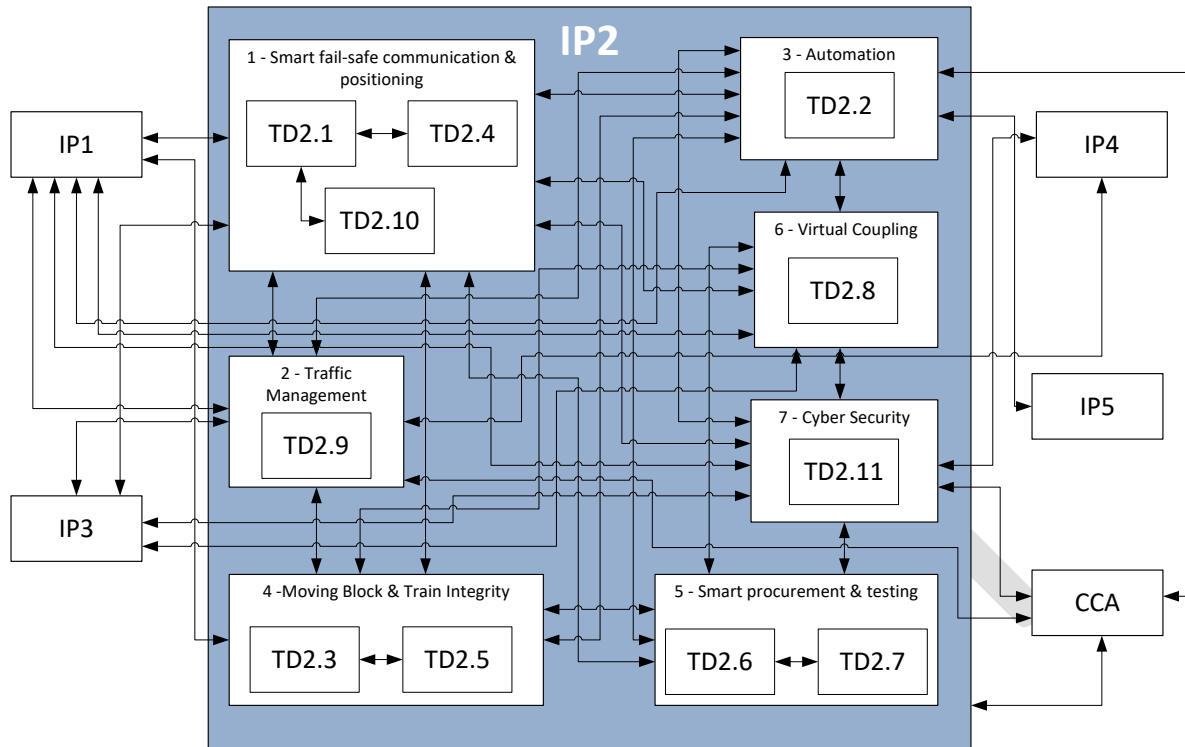 IP2
1 - Smart fail-safe communication &
positioning
TD2.1
TD2.4
TD2.10
3 - Automation
TD2.2
IP1
IP4
6 - Virtual Coupling
TD2.8
2 - Traffic
Management
TD2.9
IP5
7 - Cyber Security
TD2.11
IP3
4 -Moving Block & Train Integrity
TD2.3
TD2.5
5 - Smart procurement & testing
TD2.6
TD2.7
CCA